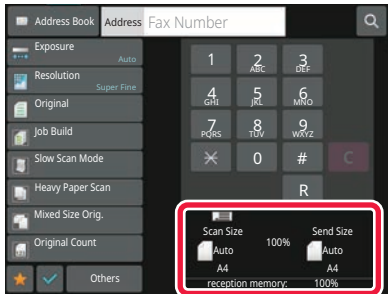 Address Book
Address
Fax Number
Exposure
Auto
Resolution
Super Fine
Original
Job Build
Slow Scan Mode
Heavy Paper Scan
Mixed Size Orig.
Original Count
Others
1
2 ABC
3 DEF
4 GHI
5 JKL
6 MNO
7 PQRS
8 TUV
9 WXYZ
0
#
C
R
Scan Size
Send Size
Auto
100%
Auto
A4
A4
reception memory: 100%